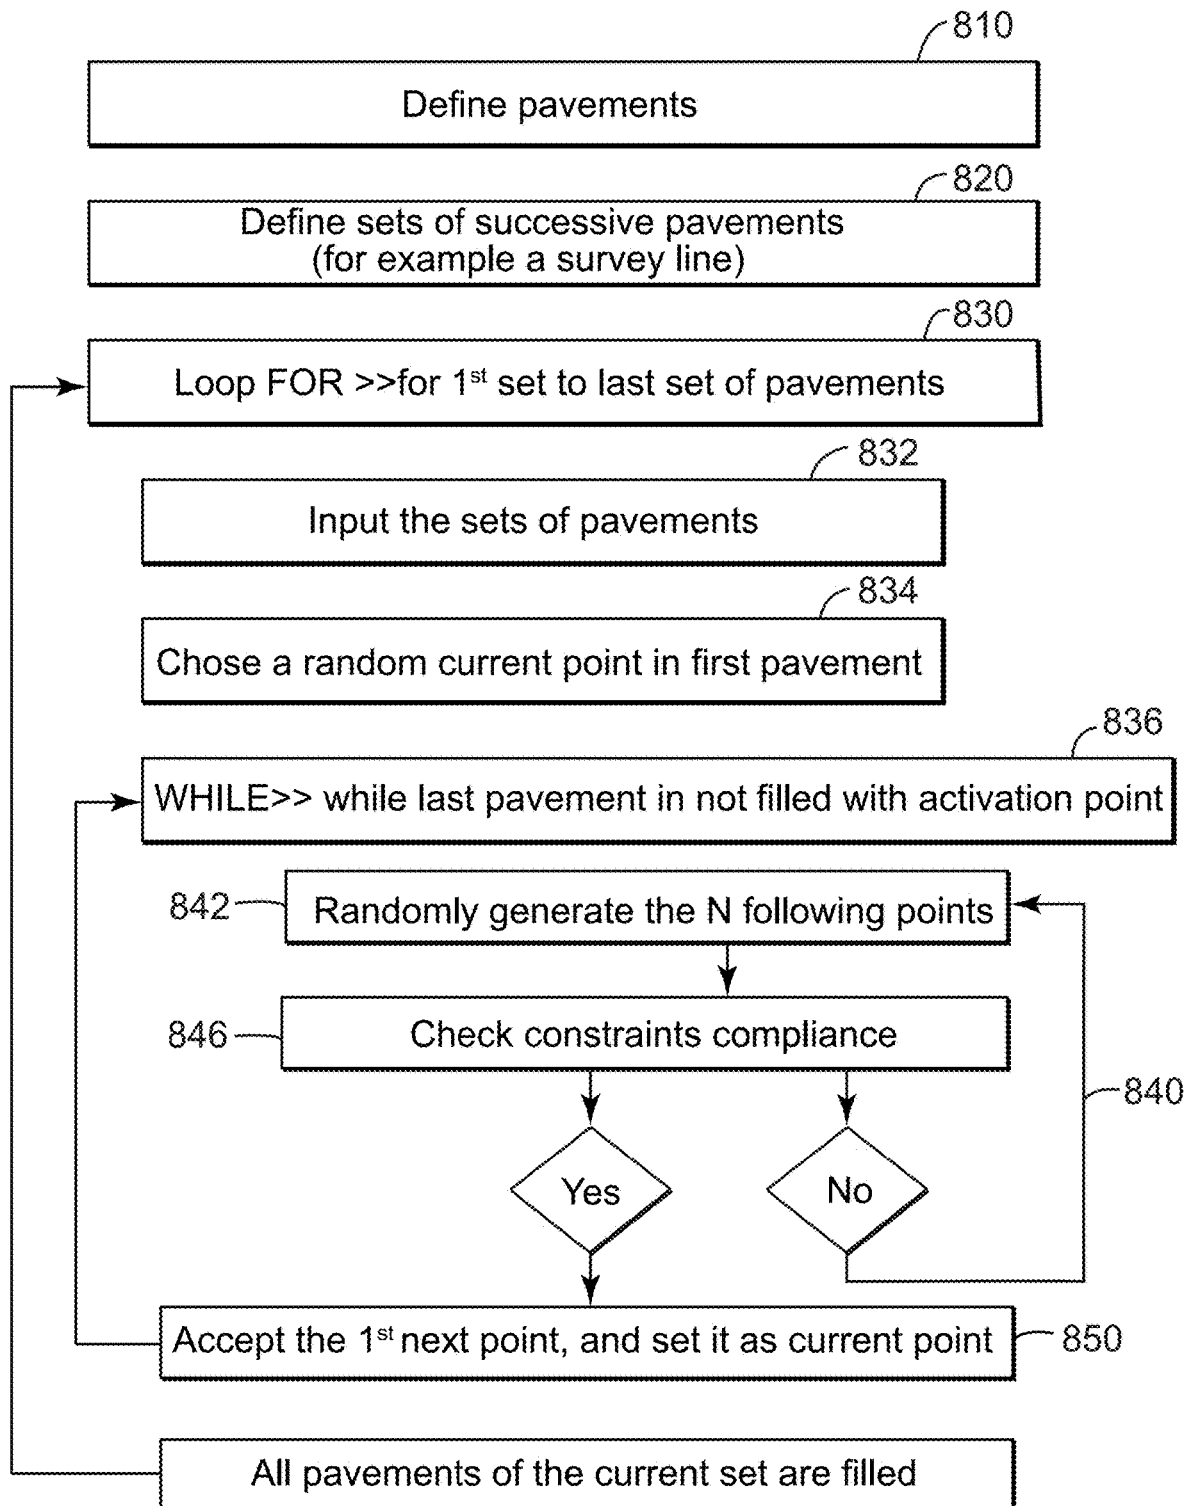 810
Define pavements
820
Define sets of successive pavements
(for example a survey line)
830
Loop FOR >>for 1st set to last set of pavements
832
Input the sets of pavements
834
Chose a random current point in first pavement
836
WHILE>> while last pavement in not filled with activation point
842
Randomly generate the N following points
846
Check constraints compliance
840
Yes
No
Accept the 1st next point, and set it as current point
850
All pavements of the current set are filled